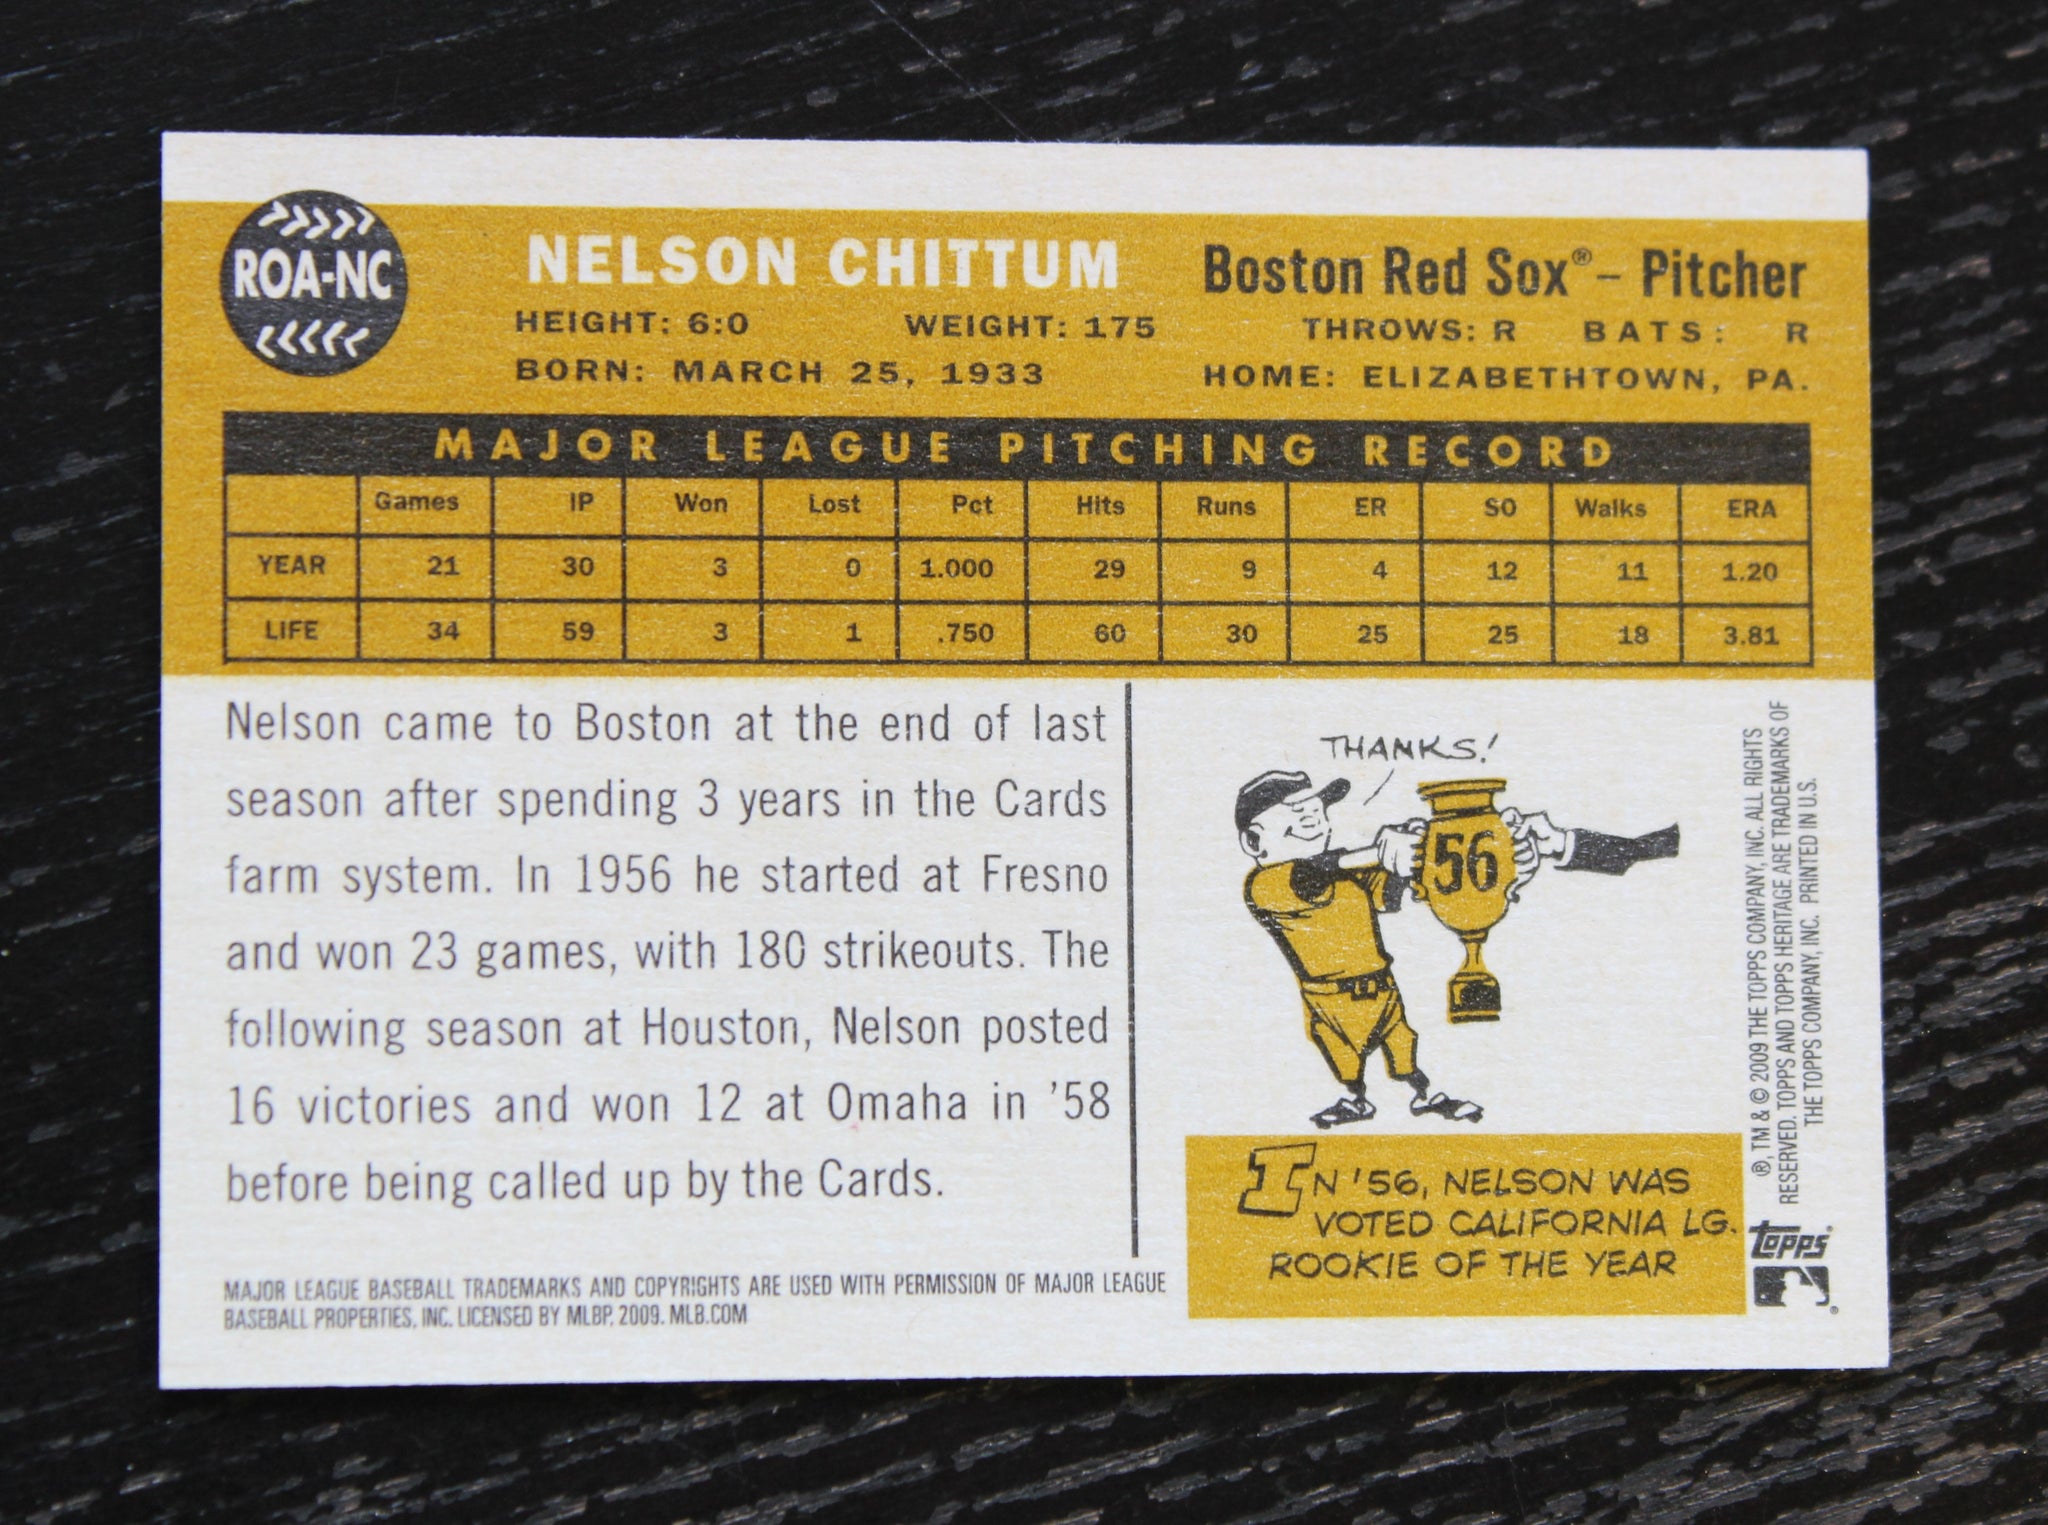 ROA-NC
NELSON CHITTUM
Boston Red Sox® – Pitcher
HEIGHT: 6:0 WEIGHT: 175
THROWS: R BATS: R
BORN: MARCH 25, 1933
HOME: ELIZABETHTOWN, PA.
MAJOR LEAGUE PITCHING RECORD
Games IP Won Lost Pct Hits Runs ER SO Walks ERA
YEAR 21 30 3 0 1.000 29 9 4 12 11 1.20
LIFE 34 59 3 1 .750 60 30 25 25 18 3.81
Nelson came to Boston at the end of last
season after spending 3 years in the Cards
farm system. In 1956 he started at Fresno
and won 23 games, with 180 strikeouts. The
following season at Houston, Nelson posted
16 victories and won 12 at Omaha in '58
before being called up by the Cards.
MAJOR LEAGUE BASEBALL TRADEMARKS AND COPYRIGHTS ARE USED WITH PERMISSION OF MAJOR LEAGUE
BASEBALL PROPERTIES, INC. LICENSED BY MLBP, 2009. MLB.COM
THANKS!
56
IN '56, NELSON WAS
VOTED CALIFORNIA LG.
ROOKIE OF THE YEAR
®, TM & © 2009 THE TOPPS COMPANY, INC. ALL RIGHTS
RESERVED. TOPPS AND TOPPS HERITAGE ARE TRADEMARKS OF
THE TOPPS COMPANY, INC. PRINTED IN U.S.
topps®
®